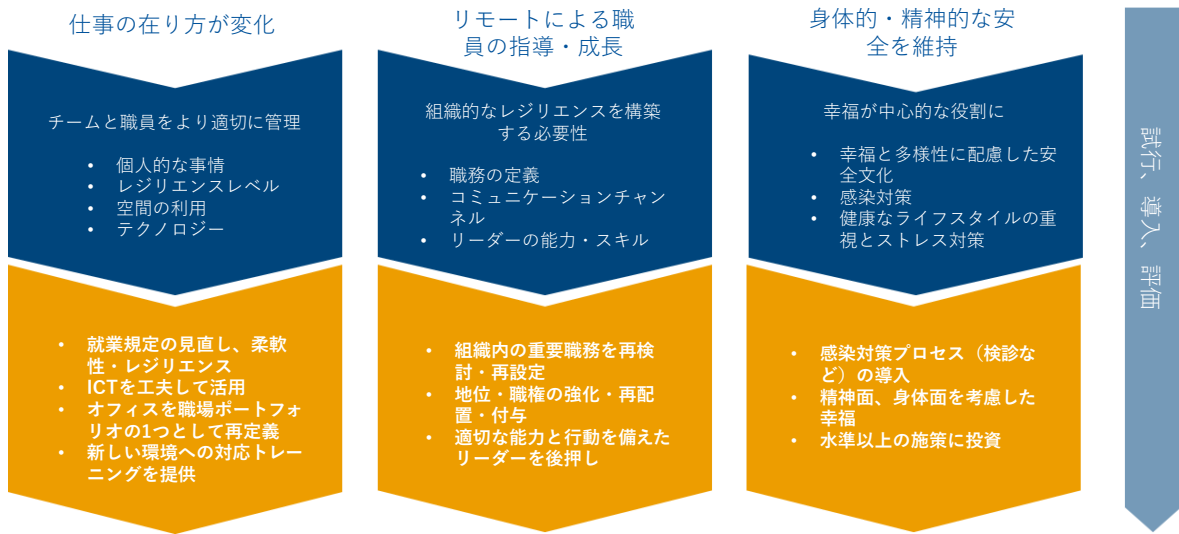 仕事の在り方が変化
チームと職員をより適切に管理
• 個人的な事情
• レジリエンスレベル
• 空間の利用
• テクノロジー
• 就業規定の見直し、柔軟
性・レジリエンス
• ICTを工夫して活用
• オフィスを職場ポートフォ
リオの1つとして再定義
• 新しい環境への対応トレー
ニングを提供
リモートによる職
員の指導・成長
組織的なレジリエンスを構築
する必要性
• 職務の定義
• コミュニケーションチャン
ネル
• リーダーの能力・スキル
• 組織内の重要職務を再検
討・再設定
• 地位・職権の強化・再配
置・付与
• 適切な能力と行動を備えた
リーダーを後押し
身体的・精神的な安
全を維持
幸福が中心的な役割に
• 幸福と多様性に配慮した安
全文化
• 感染対策
• 健康なライフスタイルの重
視とストレス対策
• 感染対策プロセス（検診な
ど）の導入
• 精神面、身体面を考慮した
幸福
• 水準以上の施策に投資
試行、導入、評価